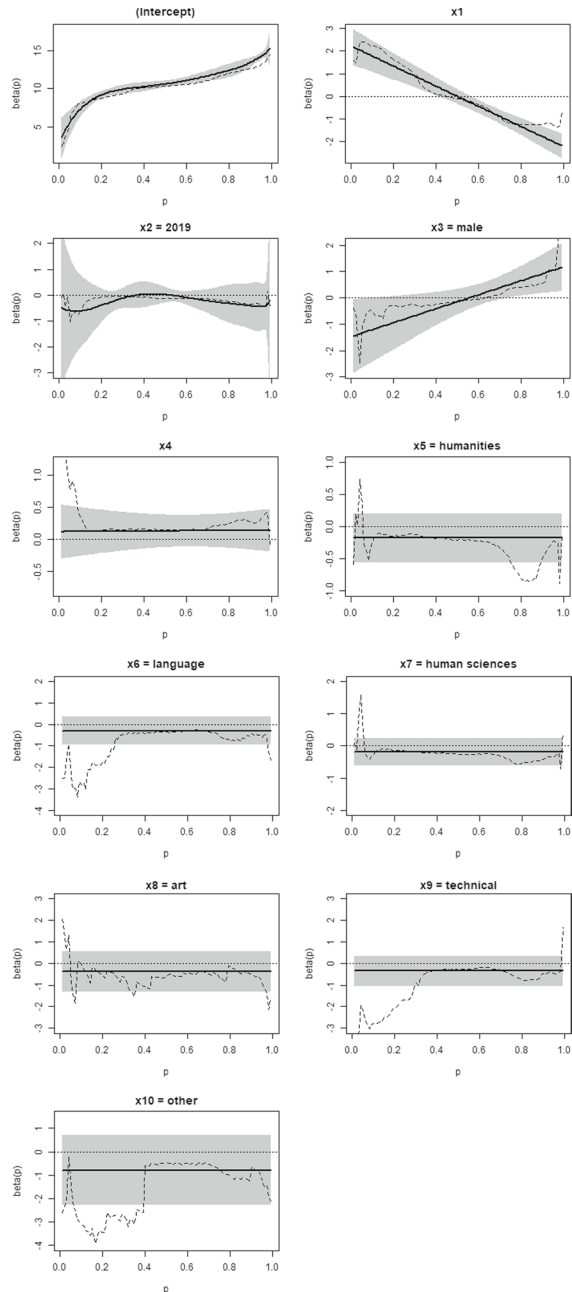 (Intercept)
beta(p)
15
10
5
0.0 0.2 0.4 0.6 0.8 1.0
p
x1
beta(p)
3
2
1
0
-1
-2
0.0 0.2 0.4 0.6 0.8 1.0
p
x2 = 2019
beta(p)
2
1
0
-1
-2
-3
0.0 0.2 0.4 0.6 0.8 1.0
p
x3 = male
beta(p)
2
1
0
-1
-2
-3
0.0 0.2 0.4 0.6 0.8 1.0
p
x4
beta(p)
1.0
0.5
0.0
-0.5
0.0 0.2 0.4 0.6 0.8 1.0
p
x5 = humanities
beta(p)
1.0
0.5
0.0
-0.5
-1.0
0.0 0.2 0.4 0.6 0.8 1.0
p
x6 = language
beta(p)
2
1
0
-1
-2
-3
-4
0.0 0.2 0.4 0.6 0.8 1.0
p
x7 = human sciences
beta(p)
2
1
0
-1
-2
0.0 0.2 0.4 0.6 0.8 1.0
p
x8 = art
beta(p)
3
2
1
0
-1
-2
-3
0.0 0.2 0.4 0.6 0.8 1.0
p
x9 = technical
beta(p)
3
2
1
0
-1
-2
-3
0.0 0.2 0.4 0.6 0.8 1.0
p
x10 = other
beta(p)
1
0
-1
-2
-3
-4
0.0 0.2 0.4 0.6 0.8 1.0
p